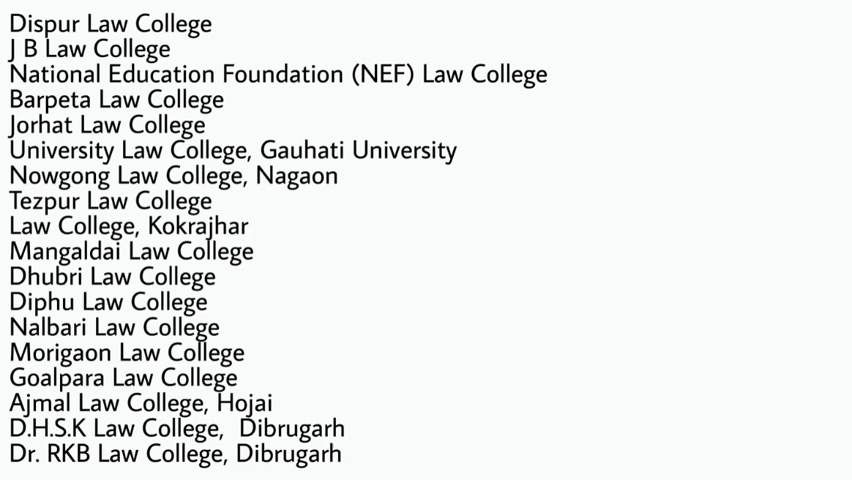 Dispur Law College
J B Law College
National Education Foundation (NEF) Law College
Barpeta Law College
Jorhat Law College
University Law College, Gauhati University
Nowgong Law College, Nagaon
Tezpur Law College
Law College, Kokrajhar
Mangaldai Law College
Dhubri Law College
Diphu Law College
Nalbari Law College
Morigaon Law College
Goalpara Law College
Ajmal Law College, Hojai
D.H.S.K Law College,  Dibrugarh
Dr. RKB Law College, Dibrugarh